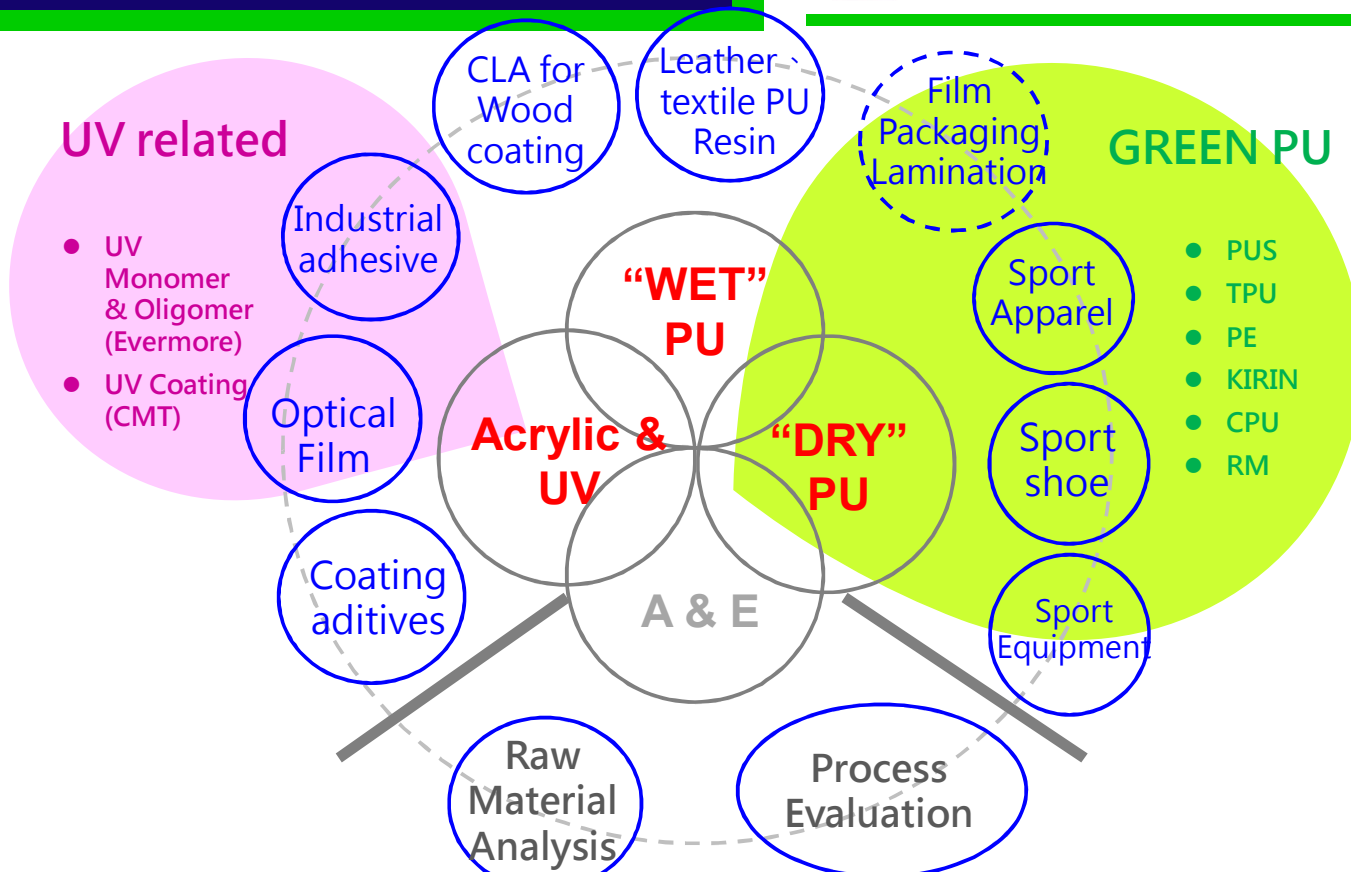 CLA for
Wood
coating
Leather、
textile PU
Resin
Film
Packaging
Lamination
UV related
GREEN PU
Industrial
adhesive
● UV
Monomer
& Oligomer
(Evermore)
● UV Coating
(CMT)
“WET”
PU
Sport
Apparel
● PUS
● TPU
● PE
● KIRIN
● CPU
● RM
Optical
Film
Acrylic &
UV
“DRY”
PU
Sport
shoe
Coating
aditives
A & E
Sport
Equipment
Raw
Material
Analysis
Process
Evaluation